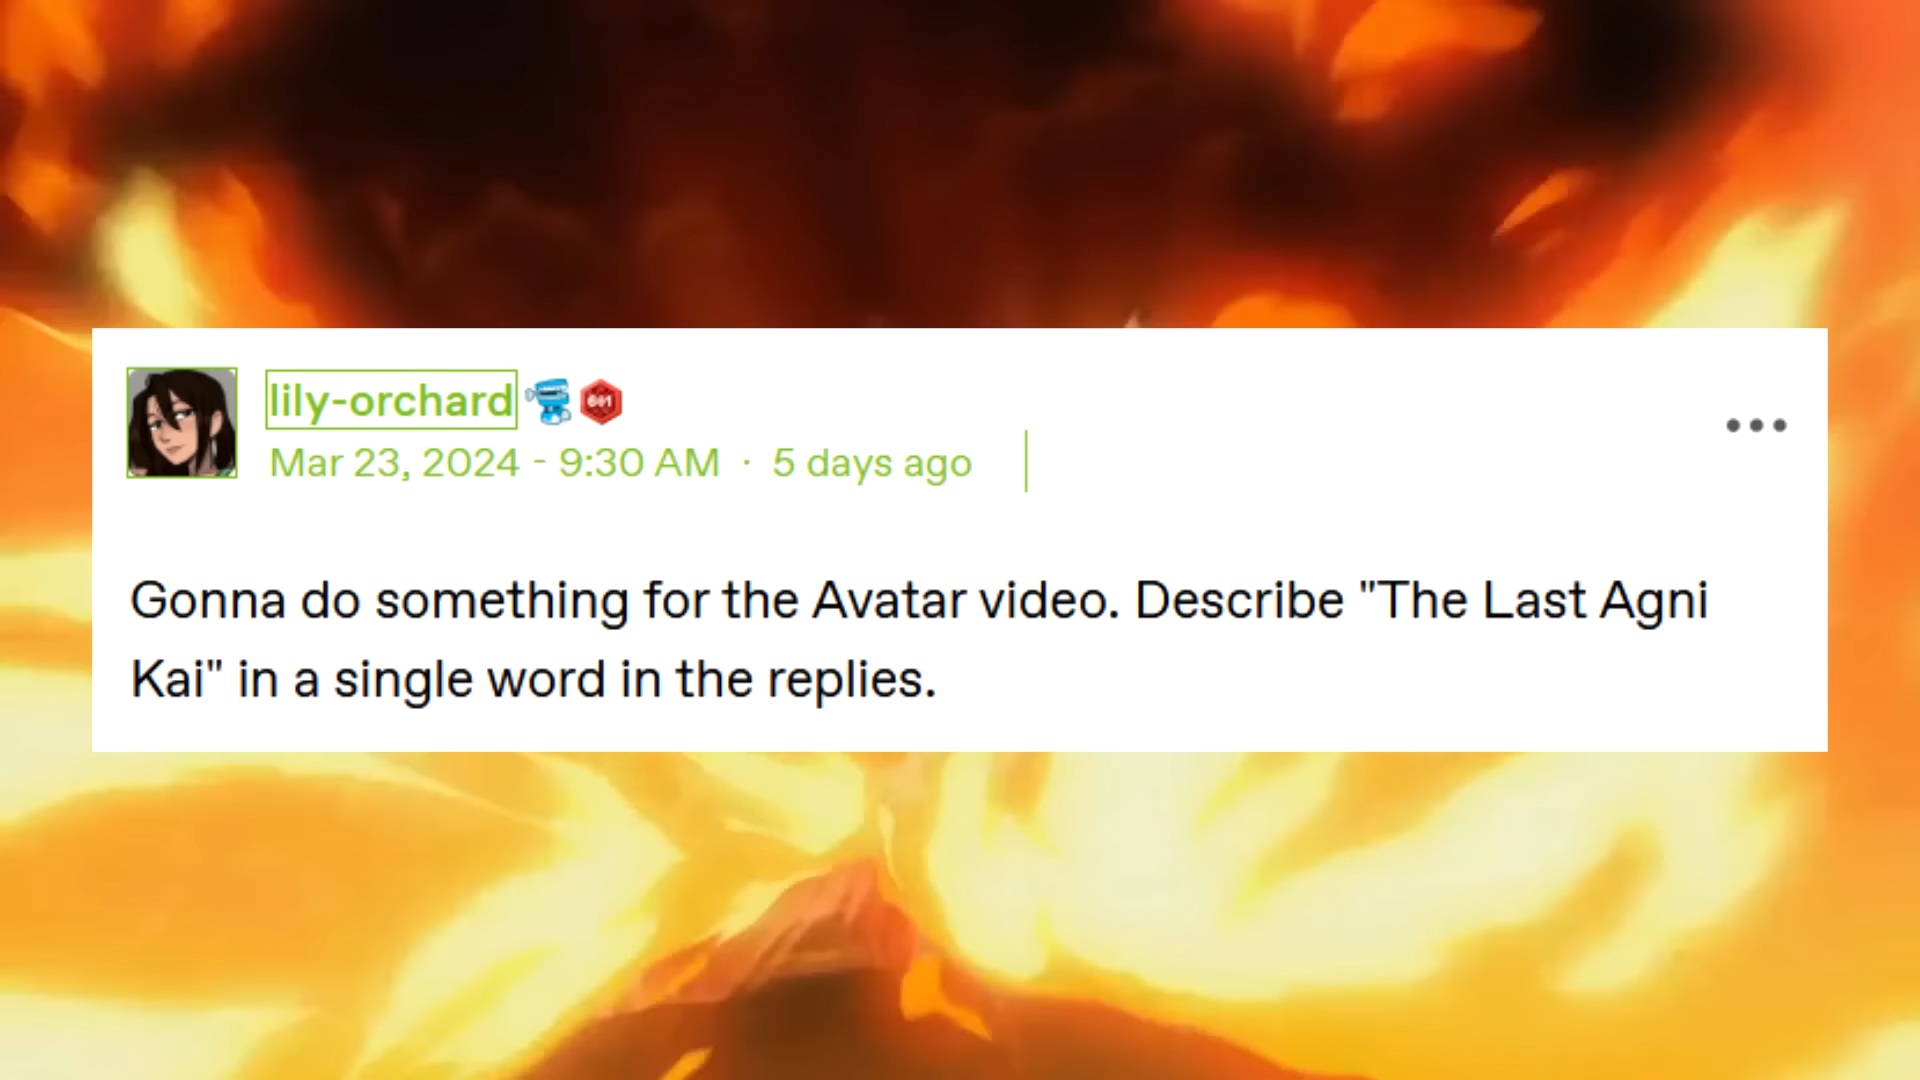 lily-orchard
Mar 23, 2024 - 9:30 AM · 5 days ago
Gonna do something for the Avatar video. Describe "The Last Agni
Kai" in a single word in the replies.